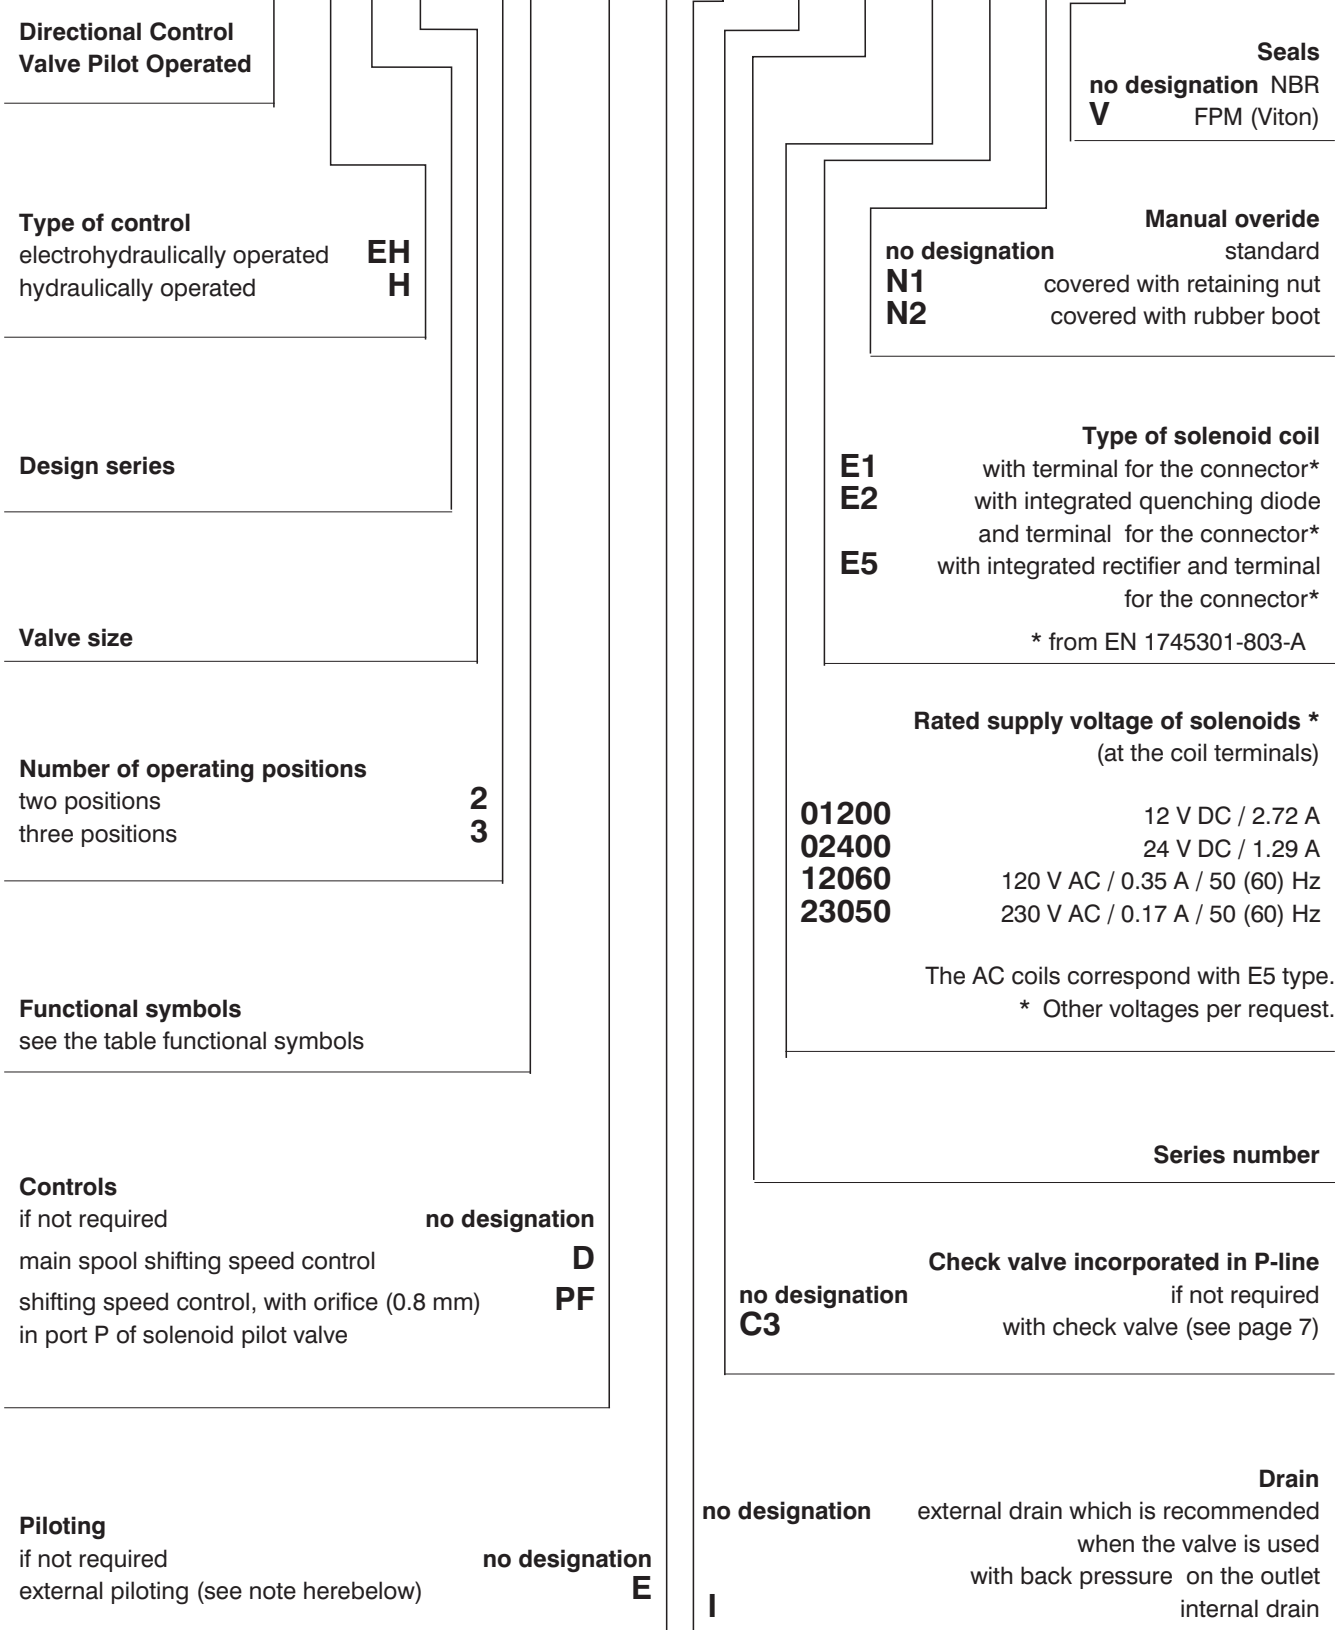 Directional Control
Valve Pilot Operated
Type of control
electrohydraulically operated EH
hydraulically operated H
Design series
Valve size
Number of operating positions
two positions 2
three positions 3
Functional symbols
see the table functional symbols
Controls
if not required no designation
main spool shifting speed control D
shifting speed control, with orifice (0.8 mm) PF
in port P of solenoid pilot valve
Piloting
if not required no designation
external piloting (see note herebelow) E
Seals
no designation NBR
V FPM (Viton)
Manual overide
no designation standard
N1 covered with retaining nut
N2 covered with rubber boot
Type of solenoid coil
E1 with terminal for the connector*
E2 with integrated quenching diode
and terminal for the connector*
E5 with integrated rectifier and terminal
for the connector*
* from EN 1745301-803-A
Rated supply voltage of solenoids *
(at the coil terminals)
01200 12 V DC / 2.72 A
02400 24 V DC / 1.29 A
12060 120 V AC / 0.35 A / 50 (60) Hz
23050 230 V AC / 0.17 A / 50 (60) Hz
The AC coils correspond with E5 type.
* Other voltages per request.
Series number
Check valve incorporated in P-line
no designation if not required
C3 with check valve (see page 7)
Drain
no designation external drain which is recommended
when the valve is used
with back pressure on the outlet
I internal drain